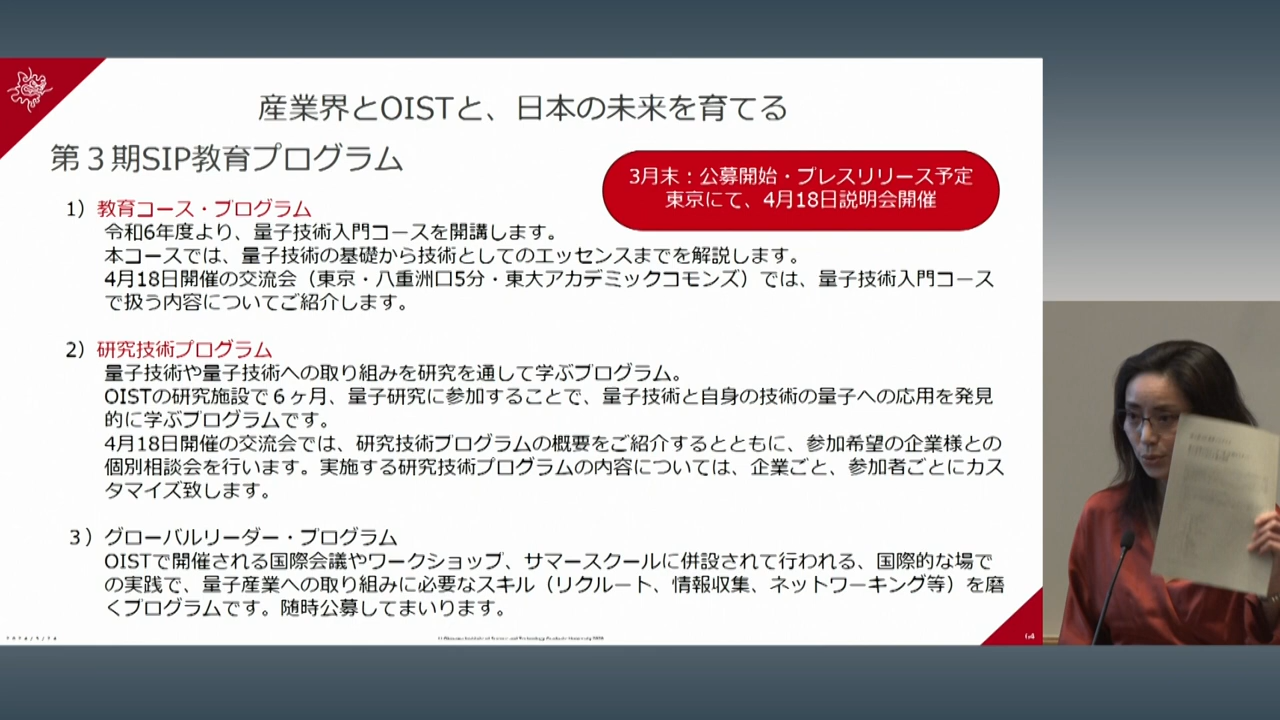 産業界とOISTと、日本の未来を育てる
第３期SIP教育プログラム
3月末：公募開始・プレスリリース予定
東京にて、4月18日説明会開催
1）教育コース・プログラム
令和6年度より、量子技術入門コースを開講します。
本コースでは、量子技術の基礎から技術としてのエッセンスまでを解説します。
4月18日開催の交流会（東京・八重洲口5分・東大アカデミックコモンズ）では、量子技術入門コース
で扱う内容についてご紹介します。
2）研究技術プログラム
量子技術や量子技術への取り組みを研究を通して学ぶプログラム。
OISTの研究施設で６ヶ月、量子研究に参加することで、量子技術と自身の技術の量子への応用を発見
的に学ぶプログラムです。
4月18日開催の交流会では、研究技術プログラムの概要をご紹介するとともに、参加希望の企業様との
個別相談会を行います。実施する研究技術プログラムの内容については、企業ごと、参加者ごとにカス
タマイズ致します。
３）グローバルリーダー・プログラム
OISTで開催される国際会議やワークショップ、サマースクールに併設されて行われる、国際的な場で
の実践で、量子産業への取り組みに必要なスキル（リクルート、情報収集、ネットワーキング等）を磨
くプログラムです。随時公募してまいります。